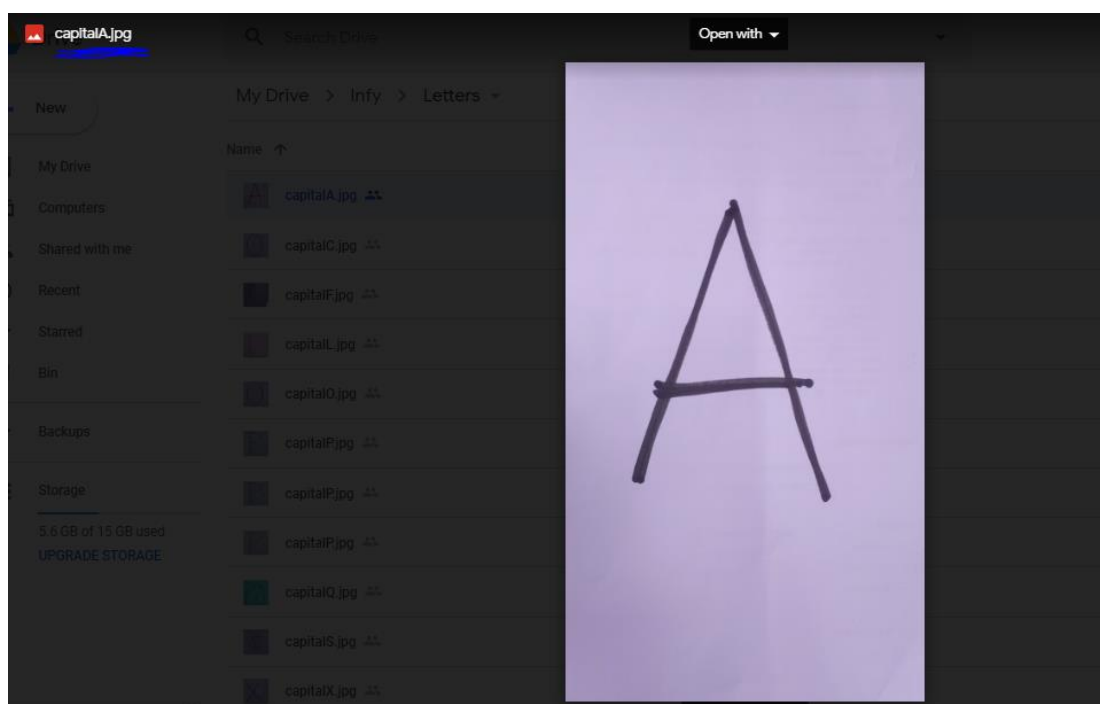 capitalA.jpg
Search Drive
Open with
New
My Drive > Infy > Letters
Name
My Drive
Computers
Shared with me
Recent
Starred
Bin
Backups
Storage
5.6 GB of 15 GB used
UPGRADE STORAGE
capitalA.jpg
capitalC.jpg
capitalF.jpg
capitalL.jpg
capitalO.jpg
capitalP.jpg
capitalP.jpg
capitalP.jpg
capitalQ.jpg
capitalS.jpg
capitalX.jpg
A